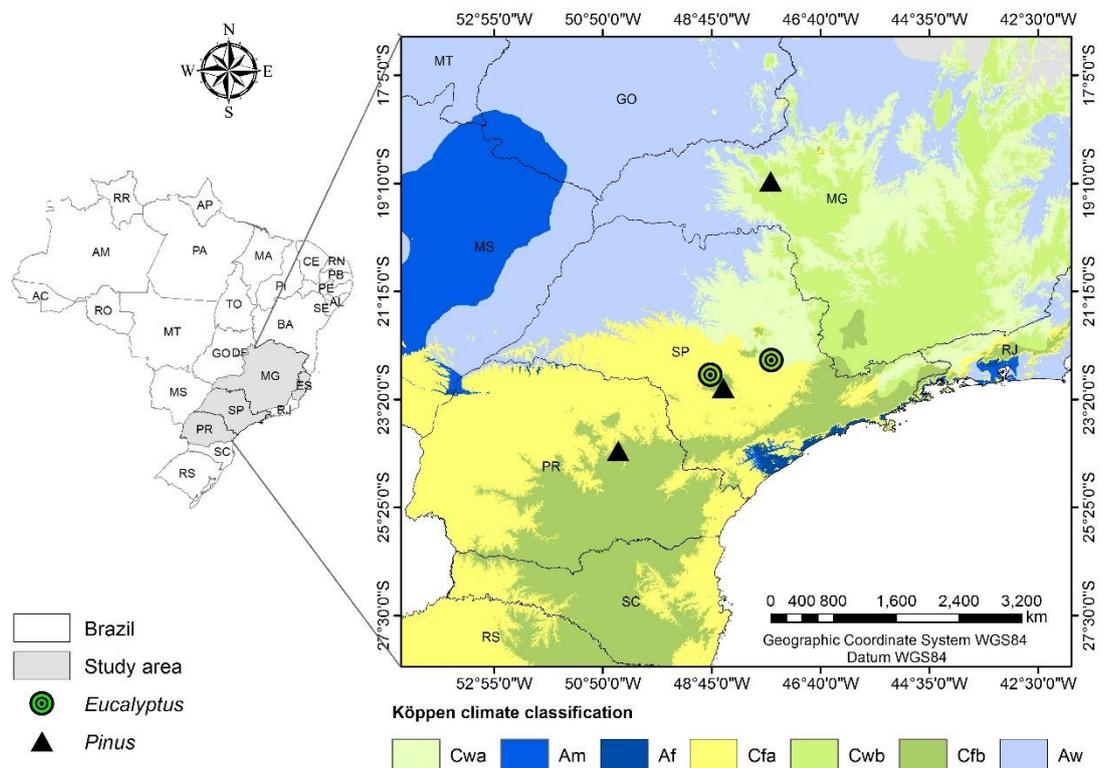 52°55'0"W 50°50'0"W 48°45'0"W 46°40'0"W 44°35'0"W 42°30'0"W
N
W E
S
17°5'0"S
19°10'0"S
21°15'0"S
23°20'0"S
25°25'0"S
27°30'0"S
MT
GO
MG
MS
SP
RJ
PR
SC
RS
17°5'0"S
19°10'0"S
21°15'0"S
23°20'0"S
25°25'0"S
27°30'0"S
RR
AP
AM
PA
MA
CE
RN
PB
PE
AL
SE
PI
AC
RO
TO
BA
MT
GO
DF
MG
ES
MS
SP
RJ
PR
SC
RS
0 400 800 1,600 2,400 3,200
km
Geographic Coordinate System WGS84
Datum WGS84
52°55'0"W 50°50'0"W 48°45'0"W 46°40'0"W 44°35'0"W 42°30'0"W
Brazil
Study area
Eucalyptus
Pinus
Köppen climate classification
Cwa Am Af Cfa Cwb Cfb Aw